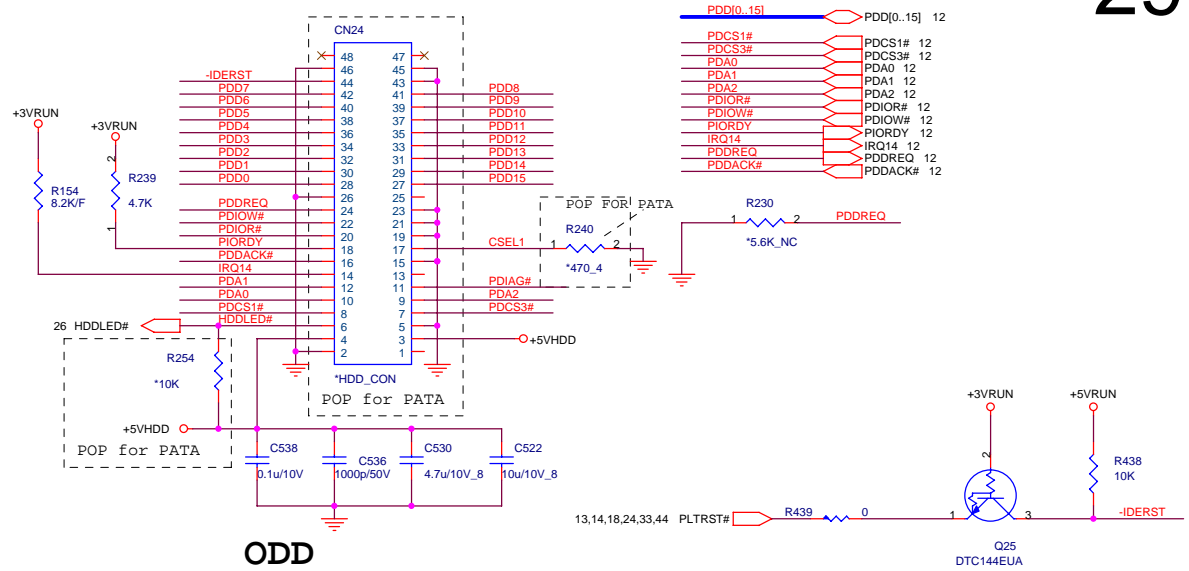 25
CN24
48 47
46 45
-IDERST 44 43
PDD7 42 41 PDD8
PDD6 40 39 PDD9
PDD5 38 37 PDD10
PDD4 36 35 PDD11
PDD3 34 33 PDD12
PDD2 32 31 PDD13
PDD1 30 29 PDD14
PDD0 28 27 PDD15
26 25
PDDREQ 24 23
PDIOW# 22 21
PDIOR# 20 19
PIORDY 18 17 CSEL1
PDDACK# 16 15
IRQ14 14 13
PDA1 12 11 PDIAG#
PDA0 10 9 PDA2
PDCS1# 8 7 PDCS3#
26 HDDLED# HDDLED# 6 5
4 3 +5VHDD
2 1
*HDD_CON
POP for PATA
+3VRUN
R154
8.2K/F
+3VRUN
2
R239
4.7K
1
POP FOR PATA
R240
1 2
*470_4
PDD[0..15] PDD[0..15] 12
PDCS1# PDCS1# 12
PDCS3# PDCS3# 12
PDA0 PDA0 12
PDA1 PDA1 12
PDA2 PDA2 12
PDIOR# PDIOR# 12
PDIOW# PDIOW# 12
PIORDY PIORDY 12
IRQ14 IRQ14 12
PDDREQ PDDREQ 12
PDDACK# PDDACK# 12
R230
1 2 PDDREQ
*5.6K_NC
R254
*10K
+5VHDD
POP for PATA
C538
0.1u/10V
C536
1000p/50V
C530
4.7u/10V_8
C522
10u/10V_8
ODD
+3VRUN
+5VRUN
2
R438
10K
13,14,18,24,33,44 PLTRST# R439 0 1 3 -IDERST
Q25
DTC144EUA